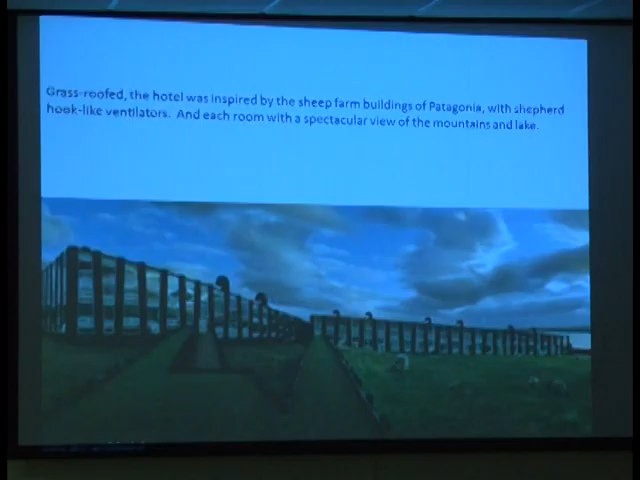 Grass-roofed, the hotel was inspired by the sheep farm buildings of Patagonia, with shepherd
hook-like ventilators.  And each room with a spectacular view of the mountains and lake.